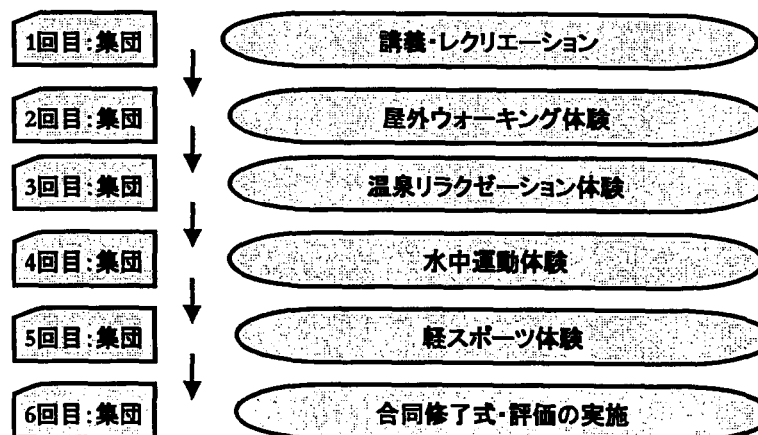 1回目:集団
講義・レクリエーション
2回目:集団
屋外ウォーキング体験
3回目:集団
温泉リラクゼーション体験
4回目:集団
水中運動体験
5回目:集団
軽スポーツ体験
6回目:集団
合同修了式・評価の実施